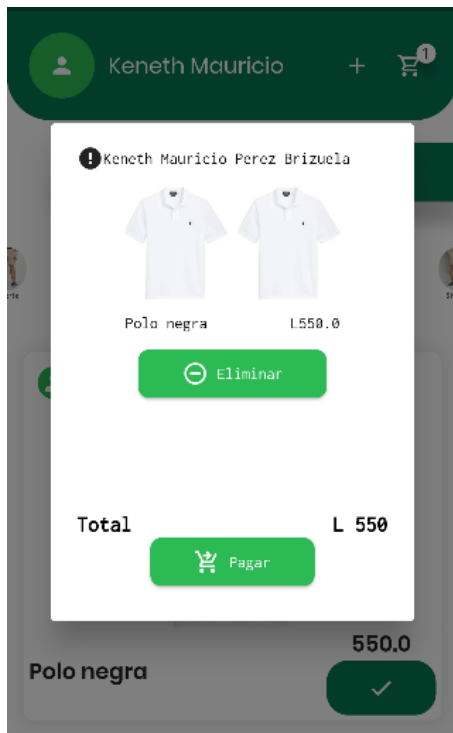 Keneth Mauricio
1
Keneth Mauricio Perez Brizuela
Polo negra L550.0
Eliminar
Total L 550
Pagar
550.0
Polo negra